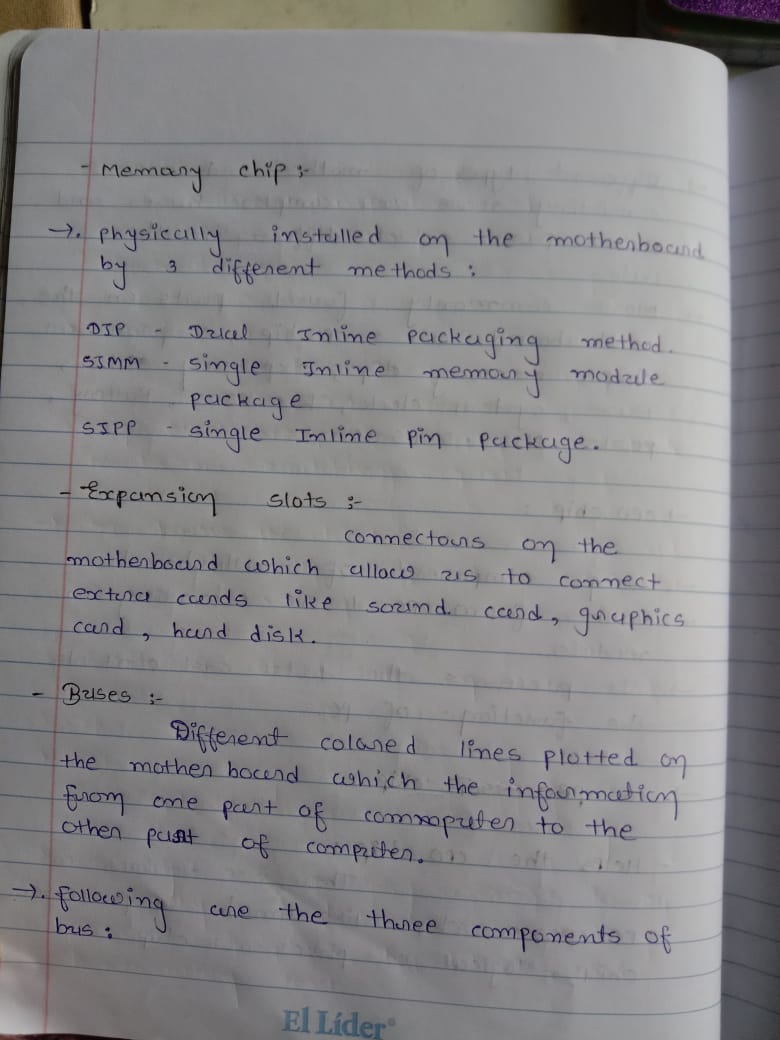 - Memory chip :-
→. physically installed on the motherboard
by 3 different methods :
DIP - Dual Inline packaging method.
SIMM - single Inline memory module
package
SIPP - single Inline pin package.
- Expansion slots :-
connectors on the
motherboard which allow us to connect
extra cards like sound card, graphics
card, hard disk.
- Buses :-
Different colored lines plotted on
the motherboard which the information
from one part of commputer to the
other part of computer.
→. following are the three components of
bus :
El Líder®